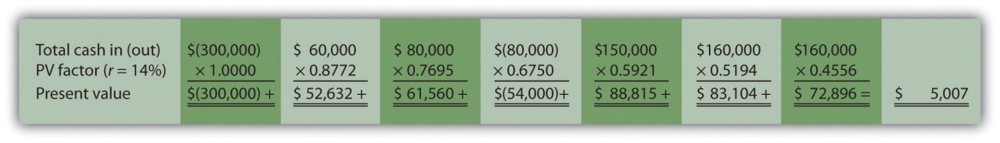 Total cash in (out) $(300,000) $ 60,000 $ 80,000 $(80,000) $150,000 $160,000 $160,000
PV factor (r = 14%) × 1.0000 × 0.8772 × 0.7695 × 0.6750 × 0.5921 × 0.5194 × 0.4556
Present value $(300,000) + $ 52,632 + $ 61,560 + $(54,000)+ $ 88,815 + $ 83,104 + $ 72,896 = $ 5,007